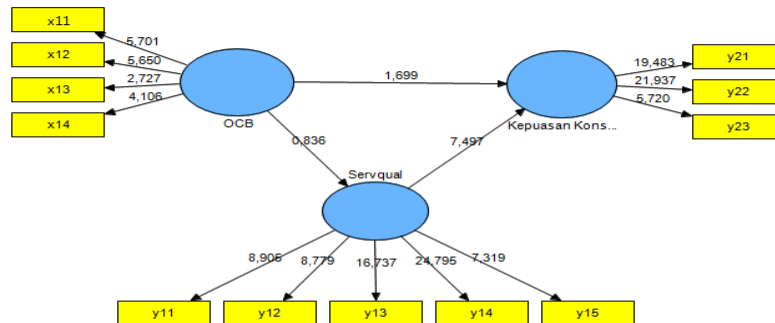 x11
5,701
x12
5,650
x13
2,727
x14
4,106
OCB
1,699
19,483
y21
21,937
y22
5,720
y23
Kepuasan Kons...
0,836
7,497
Servqual
8,905
8,779
16,737
24,795
7,319
y11
y12
y13
y14
y15